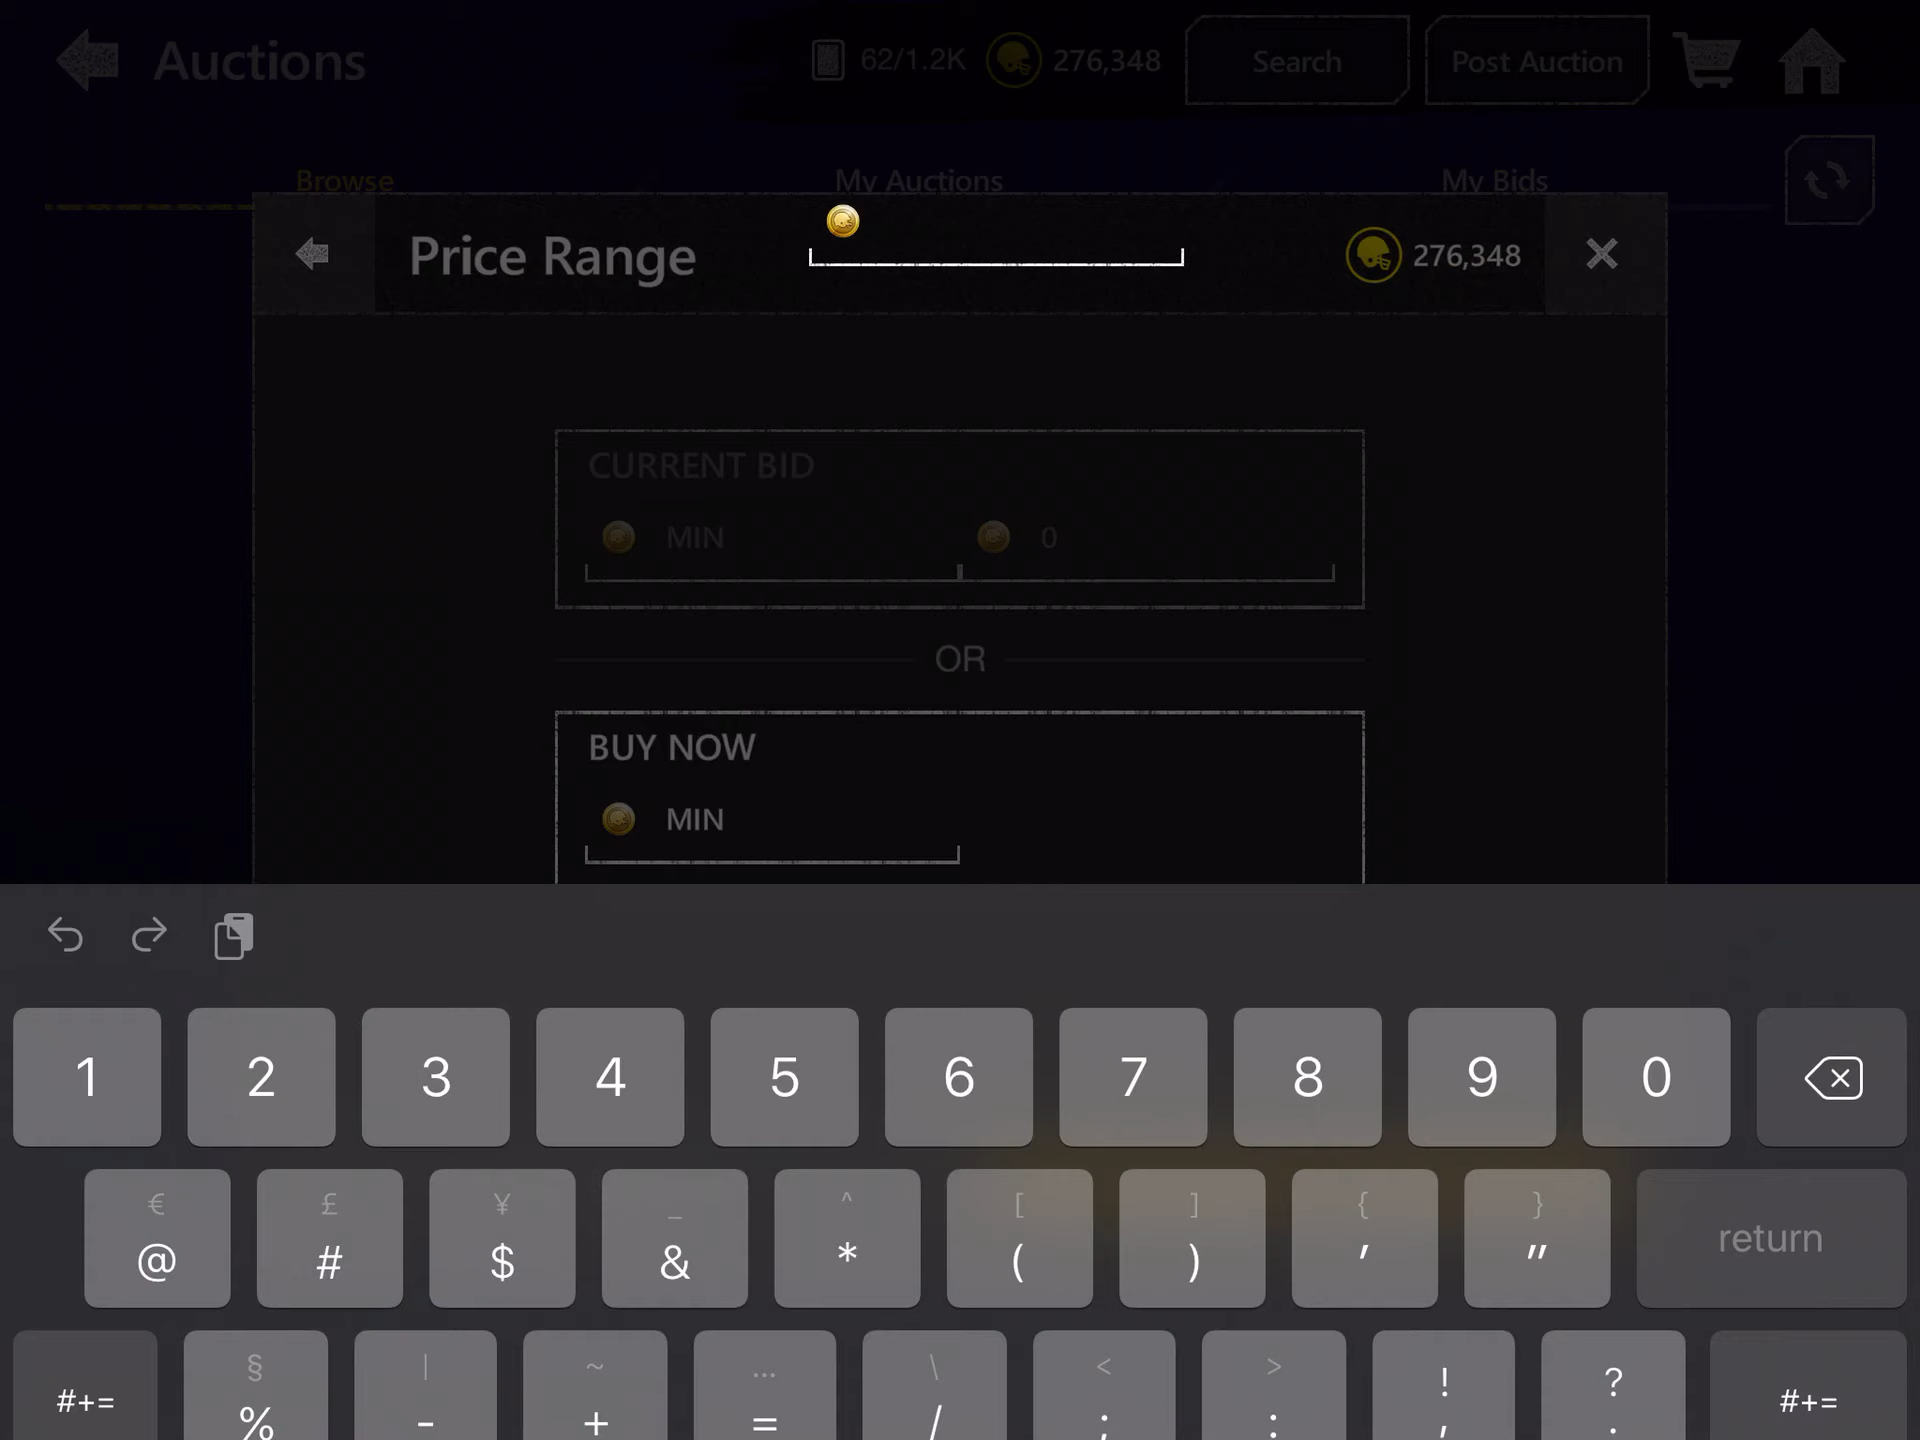 Auctions
62/1.2K
276,348
Search
Post Auction
Browse
My Auctions
My Bids
Price Range
276,348
CURRENT BID
MIN
0
OR
BUY NOW
MIN
1 2 3 4 5 6 7 8 9 0
€ £ ¥ _ ^ [ ] { }
@ # $ & * ( ) ' "
return
§ | ~ ... \ < > ! ?
#+= % - + = / ; : , . #+=